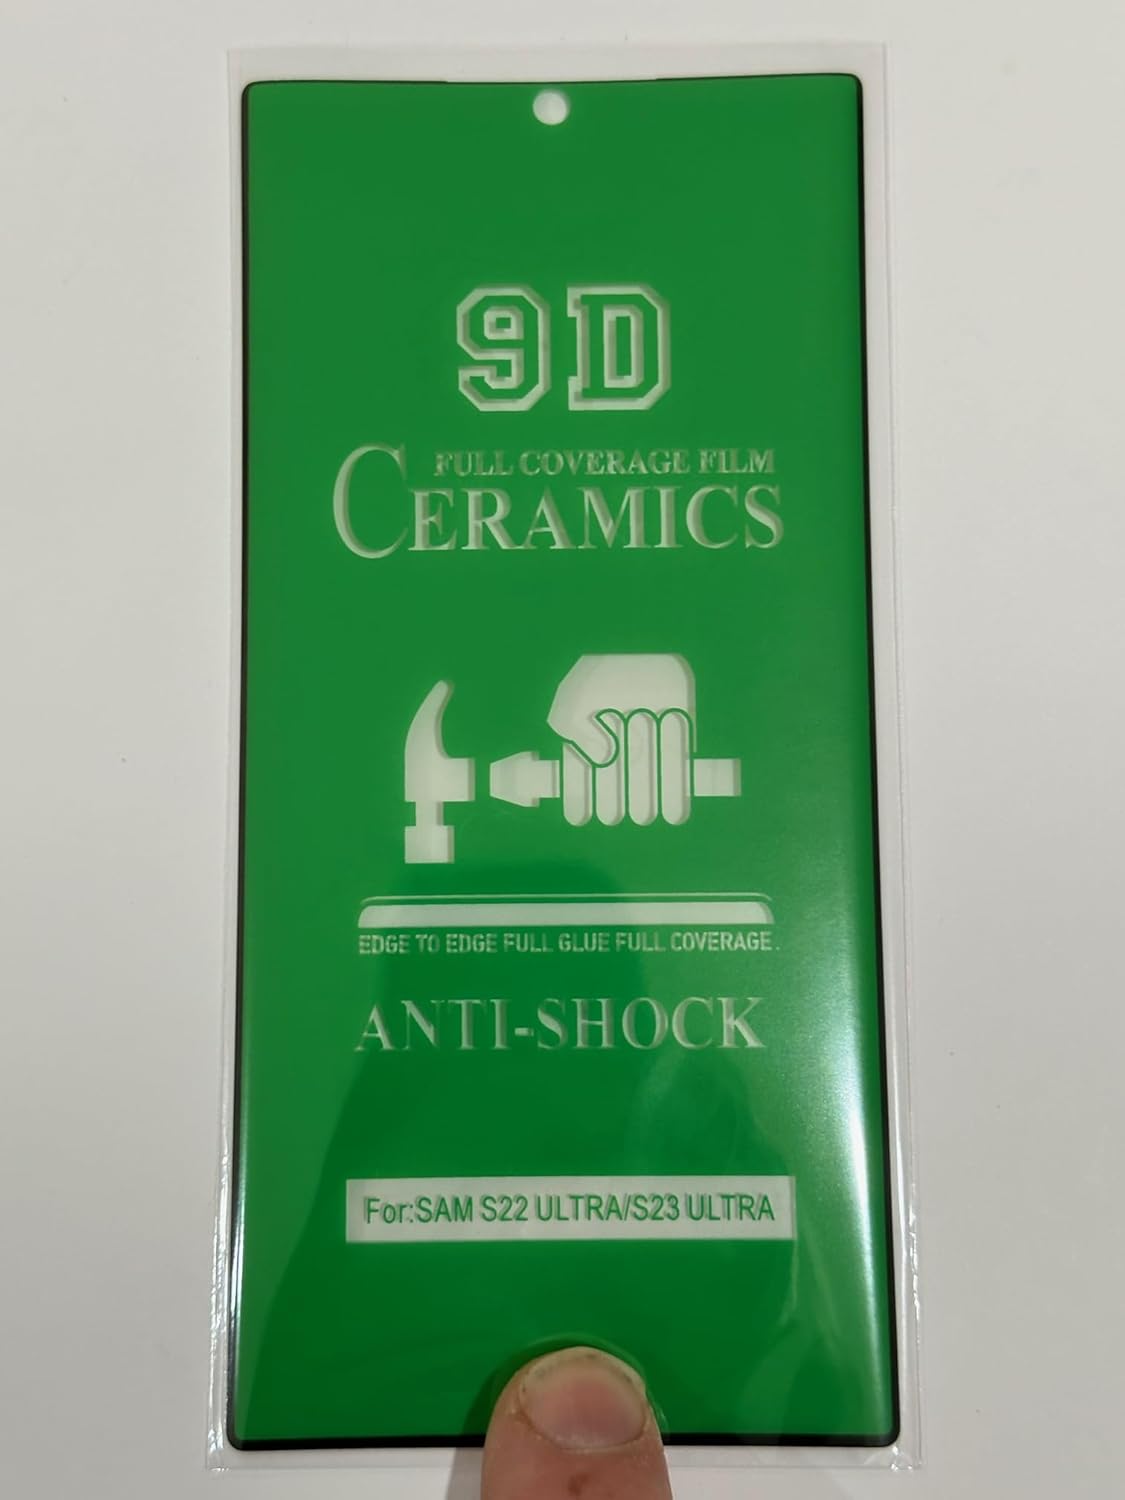 9D
FULL COVERAGE FILM
CERAMICS
EDGE TO EDGE FULL GLUE FULL COVERAGE.
ANTI-SHOCK
For:SAM S22 ULTRA/S23 ULTRA